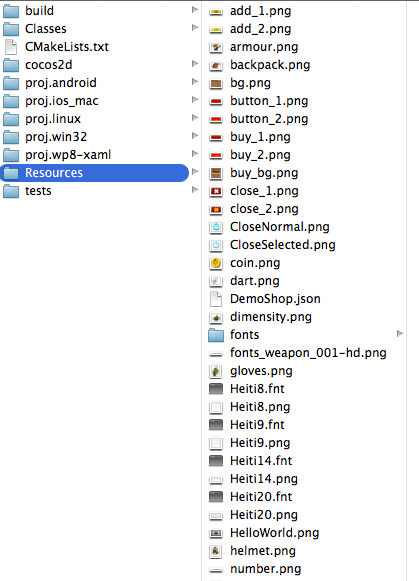 build
Classes
CMakeLists.txt
cocos2d
proj.android
proj.ios_mac
proj.linux
proj.win32
proj.wp8-xaml
Resources
tests
add_1.png
add_2.png
armour.png
backpack.png
bg.png
button_1.png
button_2.png
buy_1.png
buy_2.png
buy_bg.png
close_1.png
close_2.png
CloseNormal.png
CloseSelected.png
coin.png
dart.png
DemoShop.json
dimensity.png
fonts
fonts_weapon_001-hd.png
gloves.png
Heiti8.fnt
Heiti8.png
Heiti9.fnt
Heiti9.png
Heiti14.fnt
Heiti14.png
Heiti20.fnt
Heiti20.png
HelloWorld.png
helmet.png
number.png